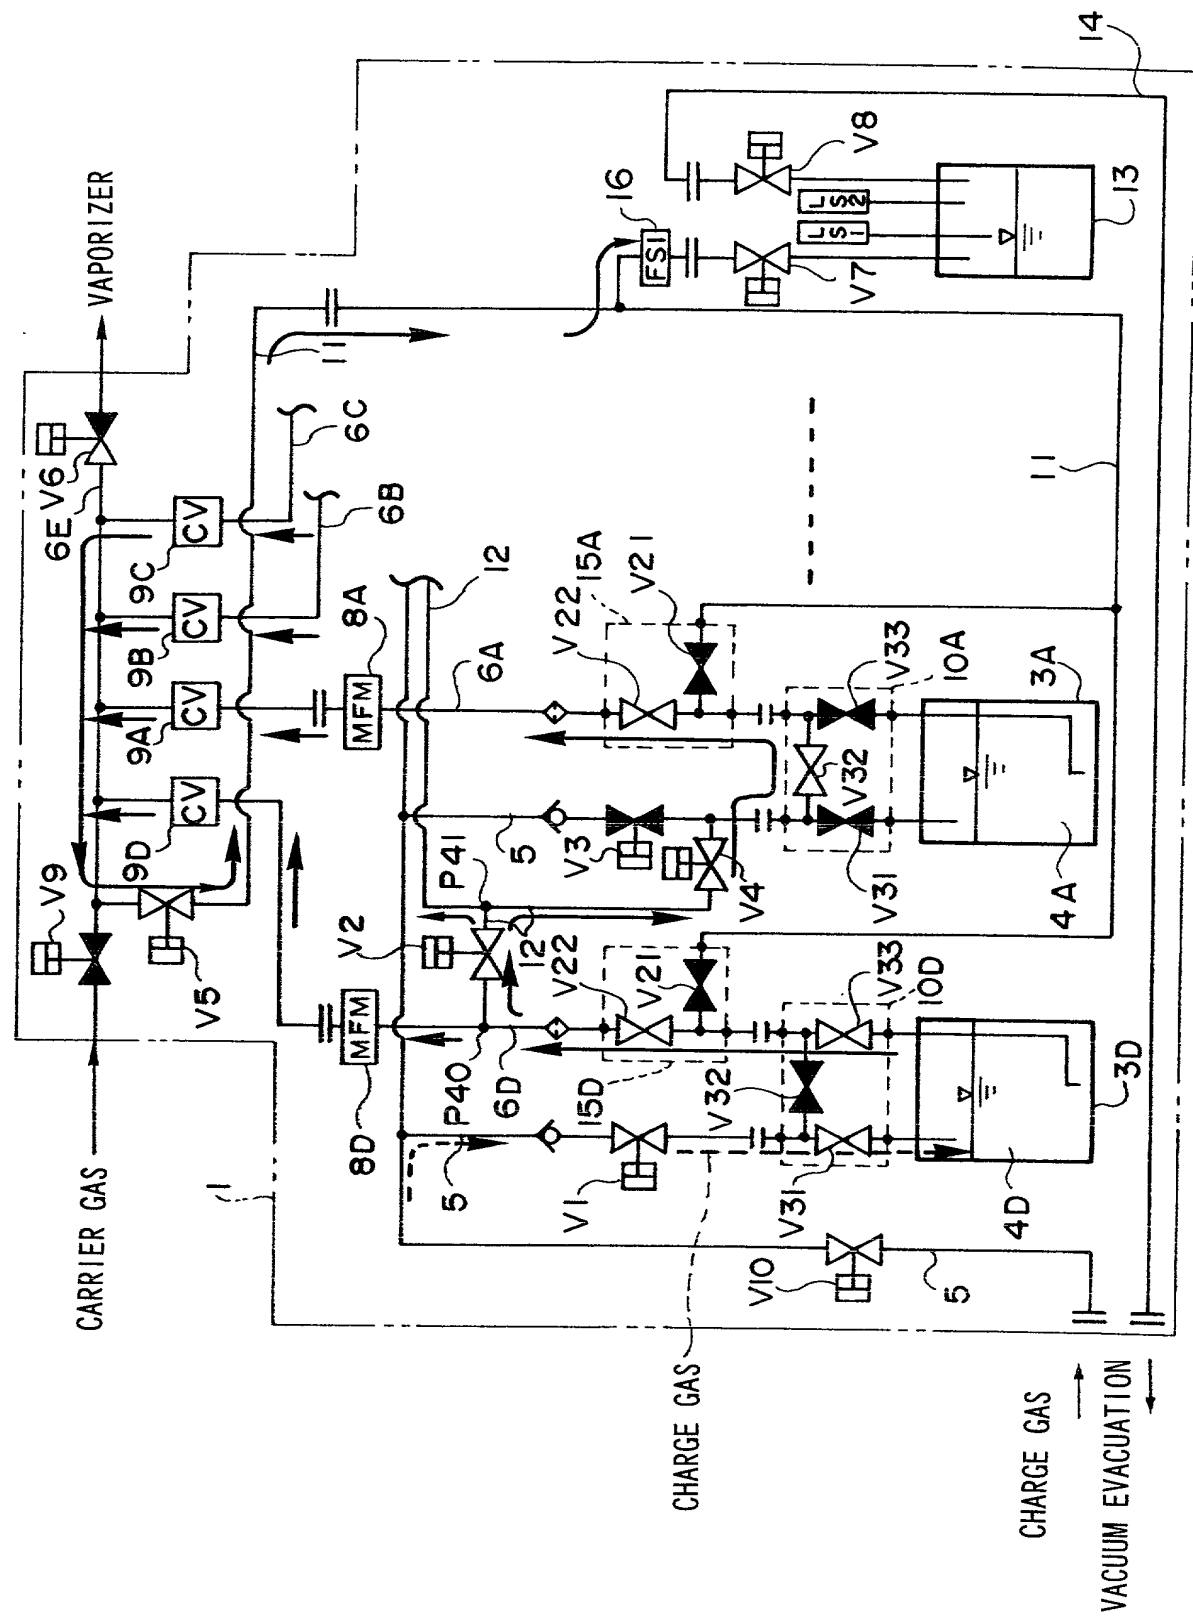 CARRIER GAS
VAPORIZER
1
V9
V5
V6
6E
9D
9A
9B
9C
CV
CV
CV
CV
6C
6B
11
14
16
FS1
V7
V8
LS1
LS2
13
8D
MFM
8A
MFM
P40
P41
V2
12
12
6D
6A
5
5
V1
V3
V4
V22
V21
15D
V22
15A
V21
V31
V32
V33
10D
V31
V32
V33
10A
4D
3D
4A
3A
11
V10
5
CHARGE GAS
CHARGE GAS
VACUUM EVACUATION